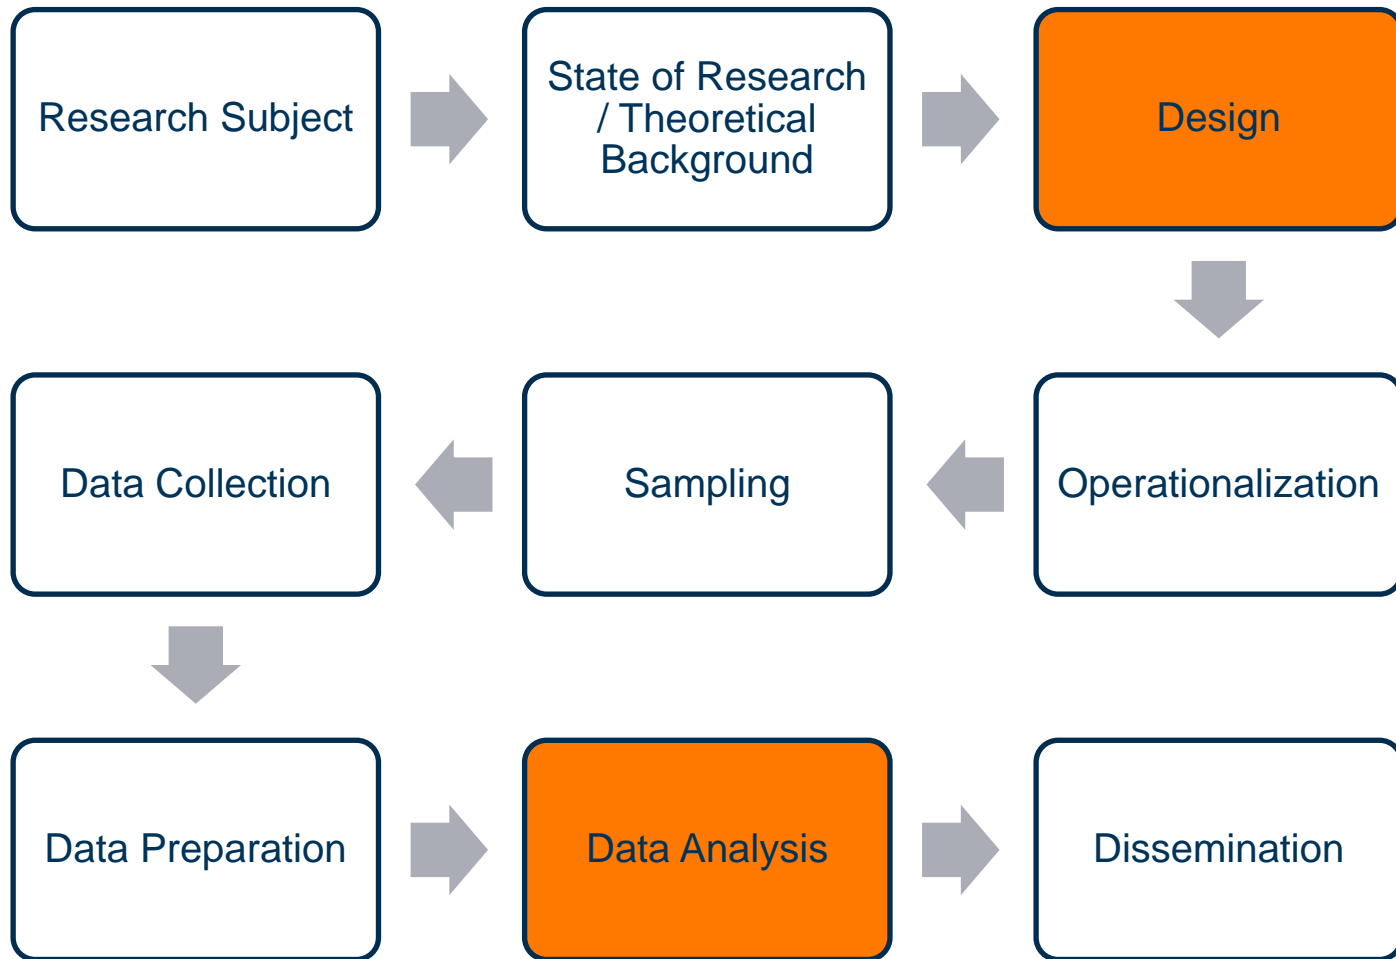 Research Subject
State of Research
/ Theoretical
Background
Design
Operationalization
Sampling
Data Collection
Data Preparation
Data Analysis
Dissemination